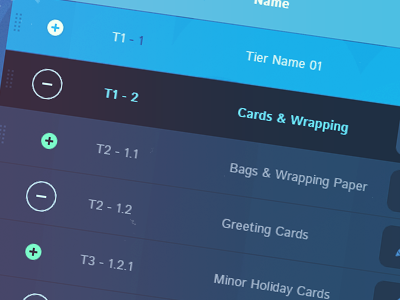 Name
T1 - 1 Tier Name 01
T1 - 2 Cards & Wrapping
T2 - 1.1 Bags & Wrapping Paper
T2 - 1.2 Greeting Cards
T3 - 1.2.1 Minor Holiday Cards